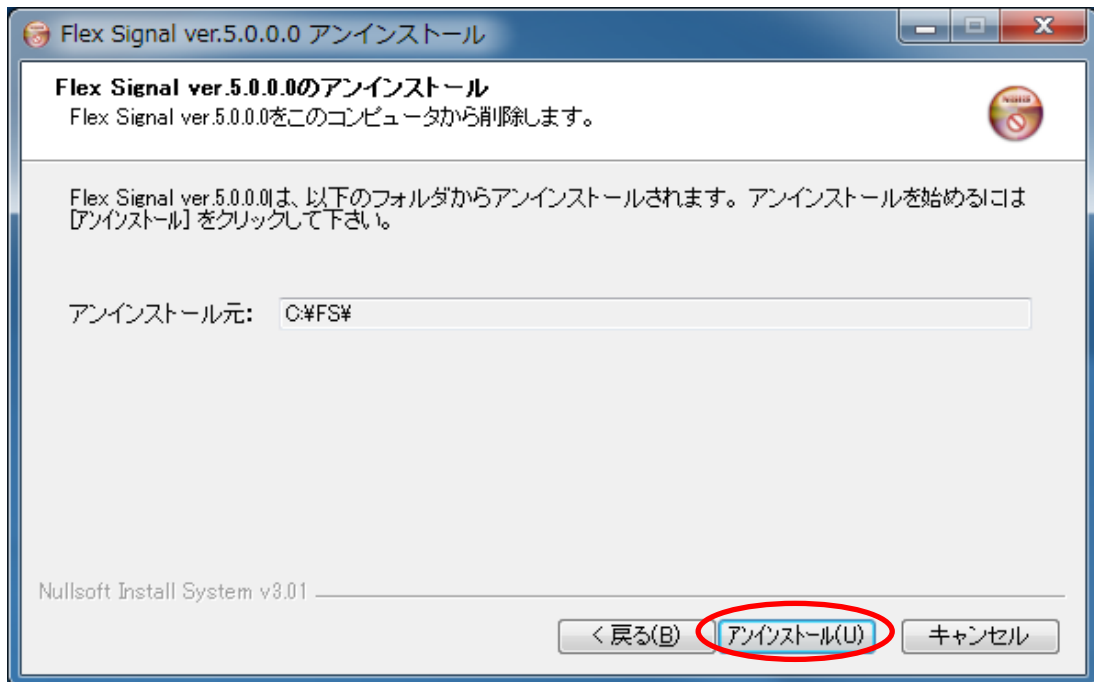 Flex Signal ver.5.0.0.0 アンインストール
Flex Signal ver.5.0.0.0のアンインストール
Flex Signal ver.5.0.0.0をこのコンピュータから削除します。
Flex Signal ver.5.0.0.0は、以下のフォルダからアンインストールされます。アンインストールを始めるには
[アンインストール] をクリックして下さい。
アンインストール元: C:¥FS¥
Nullsoft Install System v3.01
< 戻る(B) アンインストール(U) キャンセル